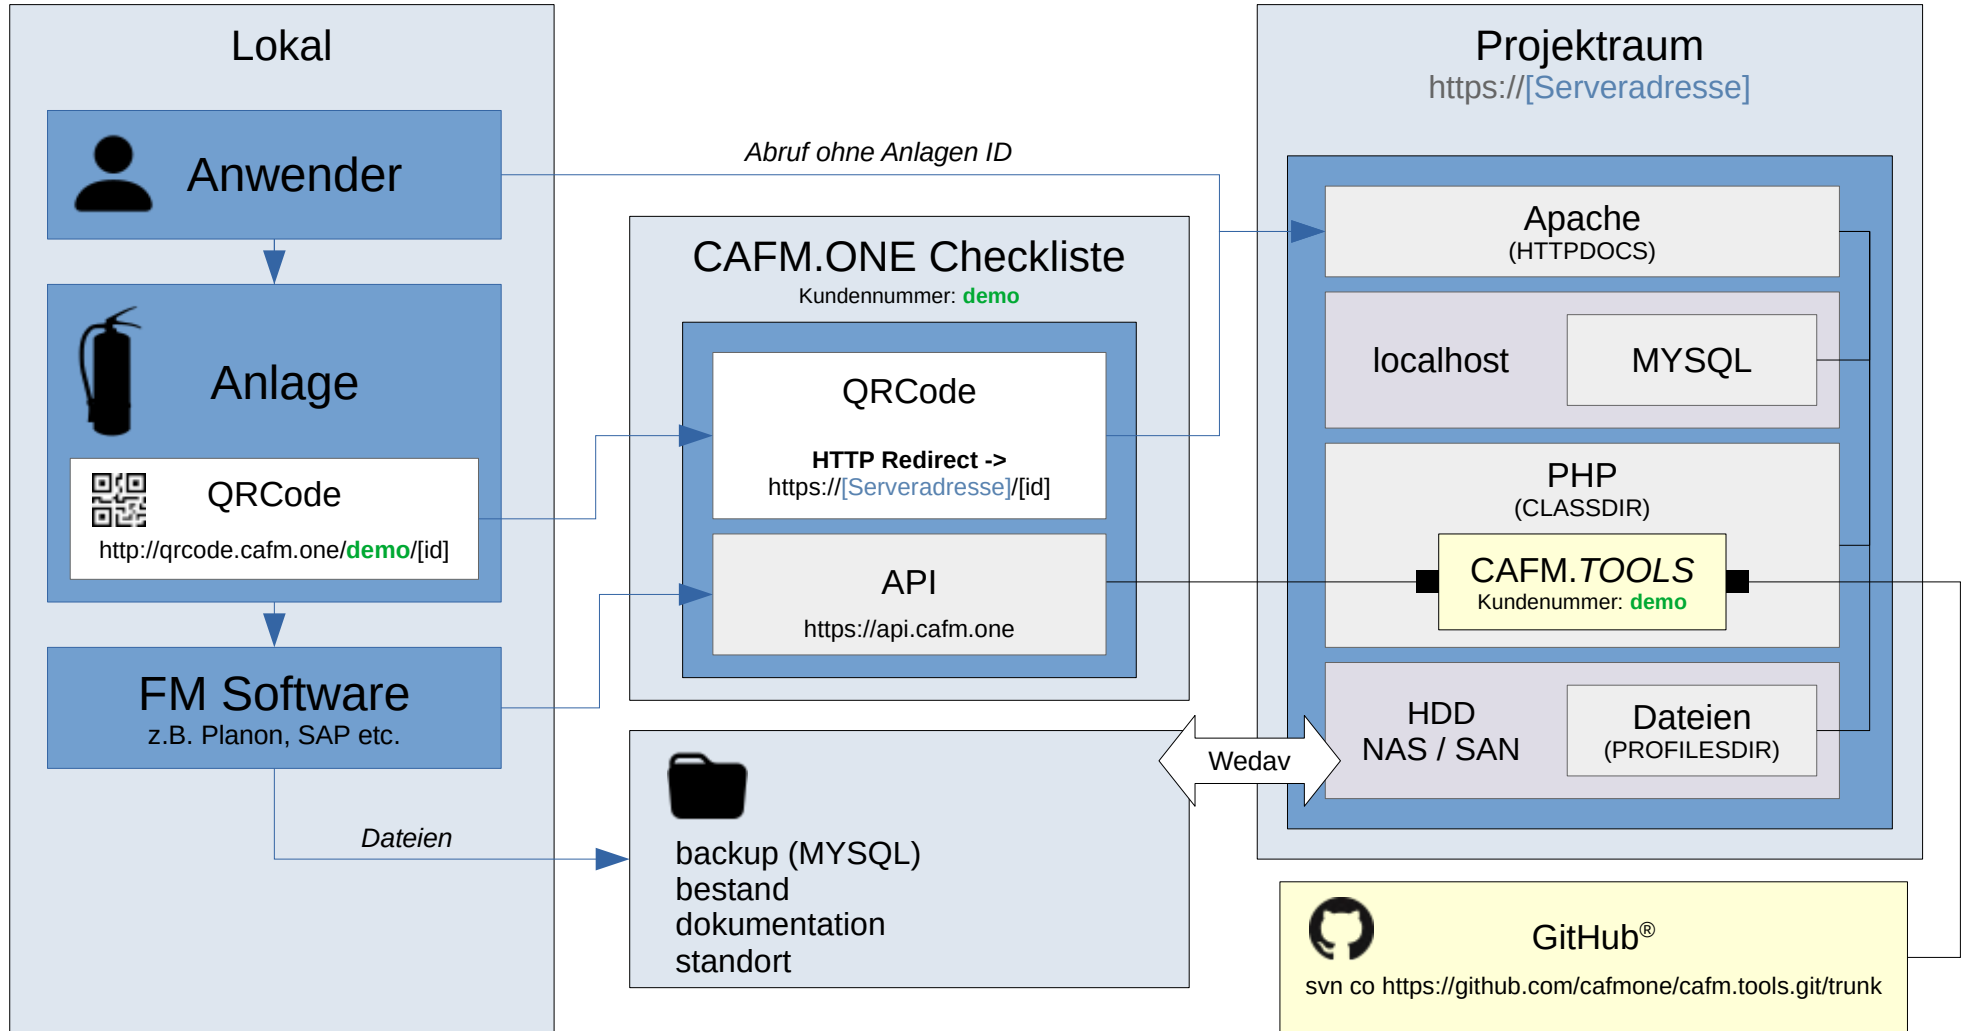 Lokal
Anwender
Anlage
QRCode
http://qrcode.cafm.one/demo/[id]
FM Software
z.B. Planon, SAP etc.
Dateien
Abruf ohne Anlagen ID
CAFM.ONE Checkliste
Kundennummer: demo
QRCode
HTTP Redirect ->
https://[Serveradresse]/[id]
API
https://api.cafm.one
backup (MYSQL)
bestand
dokumentation
standort
Wedav
Projektraum
https://[Serveradresse]
Apache
(HTTPDOCS)
localhost
MYSQL
PHP
(CLASSDIR)
CAFM.TOOLS
Kundenummer: demo
HDD
NAS / SAN
Dateien
(PROFILESDIR)
GitHub®
svn co https://github.com/cafmone/cafm.tools.git/trunk